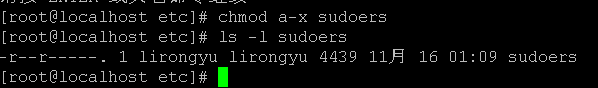 [root@localhost etc]# chmod a-x sudoers
[root@localhost etc]# ls -l sudoers
-r--r-----. 1 lirongyu lirongyu 4439 11月 16 01:09 sudoers
[root@localhost etc]#